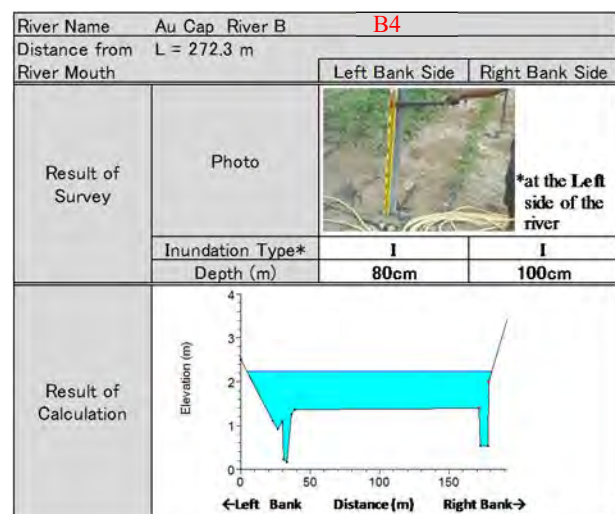 River Name Au Cap River B B4
Distance from L = 272.3 m
River Mouth Left Bank Side Right Bank Side
Result of
Survey
Photo
*at the Left
side of the
river
Inundation Type* I I
Depth (m) 80cm 100cm
Result of
Calculation
Elevation (m)
4
3
2
1
0
0 50 100 150
←Left Bank Distance(m) Right Bank→